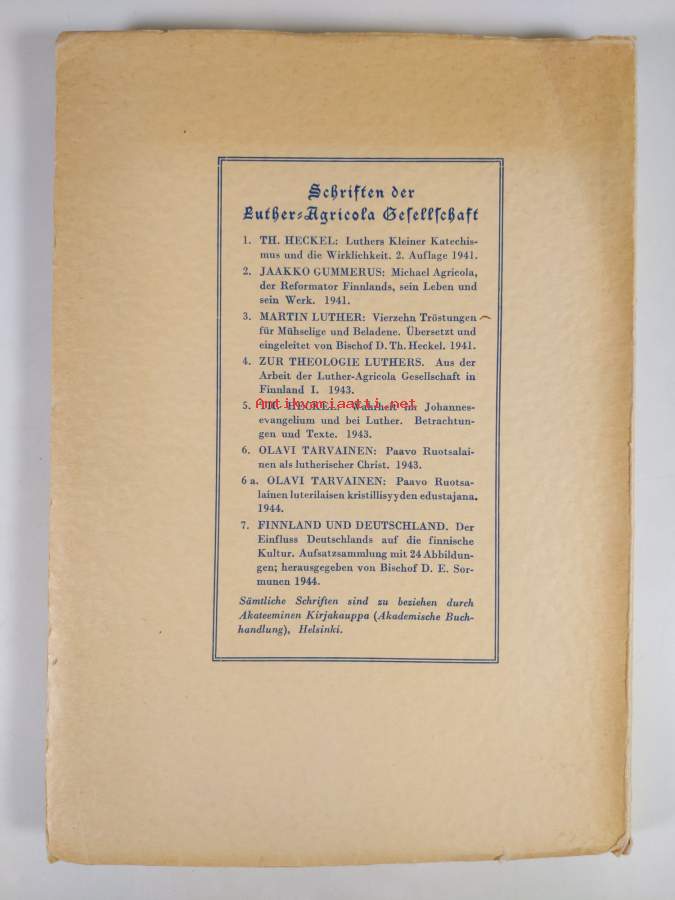 Schriften der
Luther-Agricola Gesellschaft
1. TH. HECKEL: Luthers Kleiner Katechis-
mus und die Wirklichkeit. 2. Auflage 1941.
2. JAAKKO GUMMERUS: Michael Agricola,
der Reformator Finnlands, sein Leben und
sein Werk. 1941.
3. MARTIN LUTHER: Vierzehn Tröstungen
für Mühselige und Beladene. Übersetzt und
eingeleitet von Bischof D. Th. Heckel. 1941.
4. ZUR THEOLOGIE LUTHERS. Aus der
Arbeit der Luther-Agricola Gesellschaft in
Finnland I. 1943.
Antikvariaatti.net
5. TH. HECKEL: Wahrheit im Johannes-
evangelium und bei Luther. Betrachtun-
gen und Texte. 1943.
6. OLAVI TARVAINEN: Paavo Ruotsalai-
nen als lutherischer Christ. 1943.
6 a. OLAVI TARVAINEN: Paavo Ruotsa-
lainen luterilaisen kristillisyyden edustajana.
1944.
7. FINNLAND UND DEUTSCHLAND. Der
Einfluss Deutschlands auf die finnische
Kultur. Aufsatzsammlung mit 24 Abbildun-
gen; herausgegeben von Bischof D. E. Sor-
munen 1944.
Sämtliche Schriften sind zu beziehen durch
Akateeminen Kirjakauppa (Akademische Buch-
handlung), Helsinki.